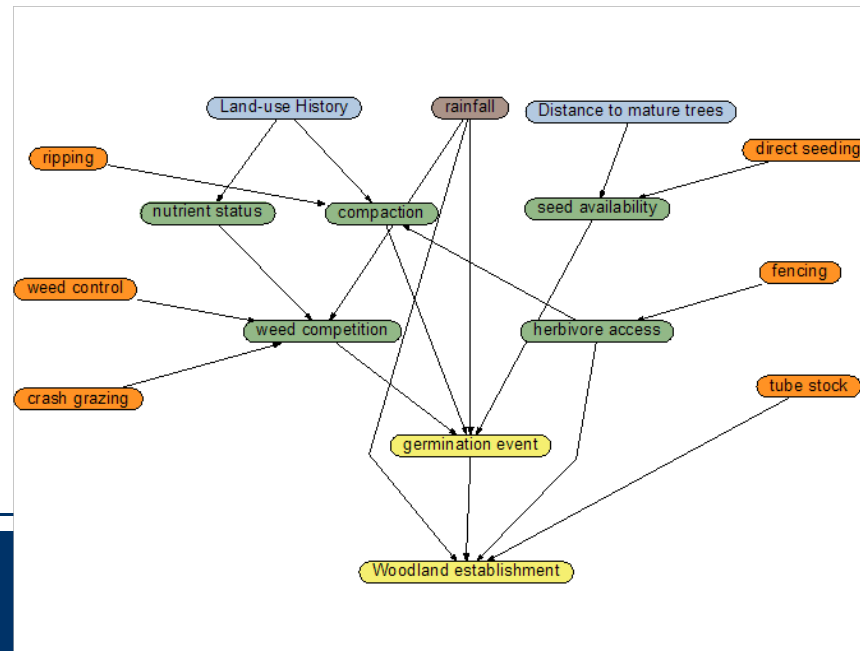 Land-use History
rainfall
Distance to mature trees
ripping
direct seeding
nutrient status
compaction
seed availability
weed control
fencing
weed competition
herbivore access
crash grazing
tube stock
germination event
Woodland establishment